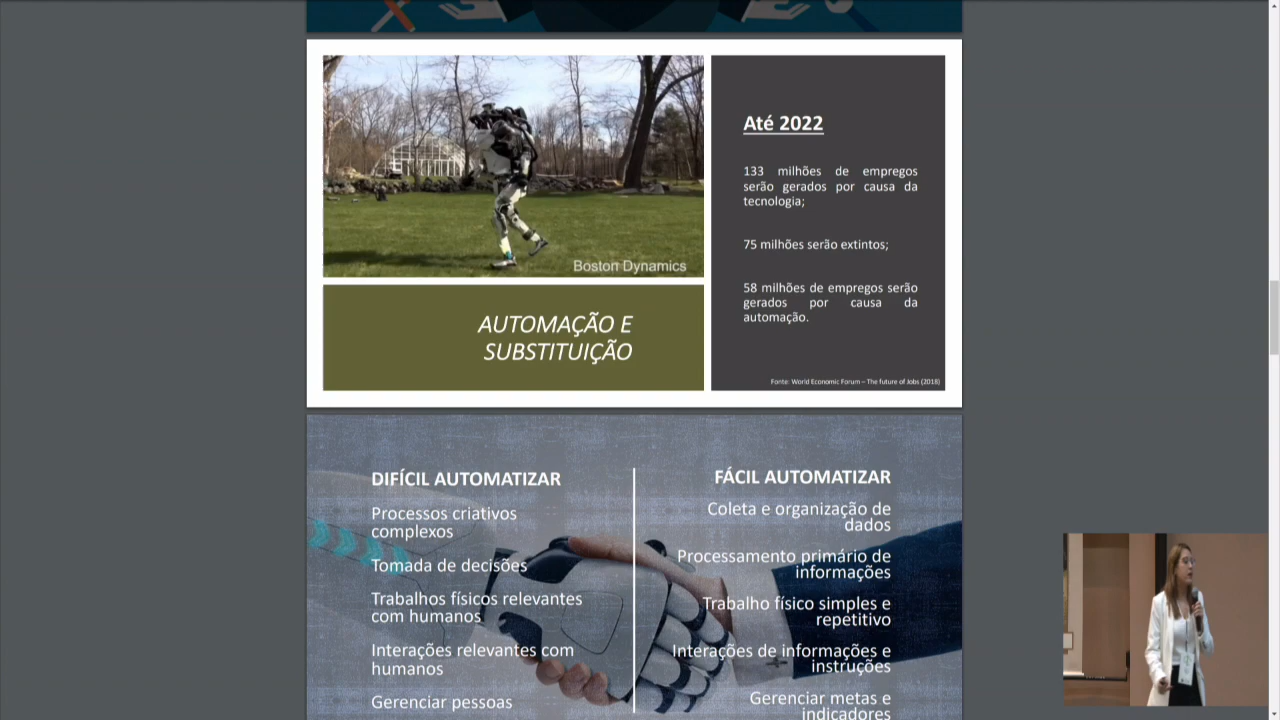 Boston Dynamics
AUTOMAÇÃO E
SUBSTITUIÇÃO
Até 2022
133 milhões de empregos
serão gerados por causa da
tecnologia;
75 milhões serão extintos;
58 milhões de empregos serão
gerados por causa da
automação.
Fonte: World Economic Forum – The future of Jobs (2018)
DIFÍCIL AUTOMATIZAR
Processos criativos
complexos
Tomada de decisões
Trabalhos físicos relevantes
com humanos
Interações relevantes com
humanos
Gerenciar pessoas
FÁCIL AUTOMATIZAR
Coleta e organização de
dados
Processamento primário de
informações
Trabalho físico simples e
repetitivo
Interações de informações e
instruções
Gerenciar metas e
indicadores